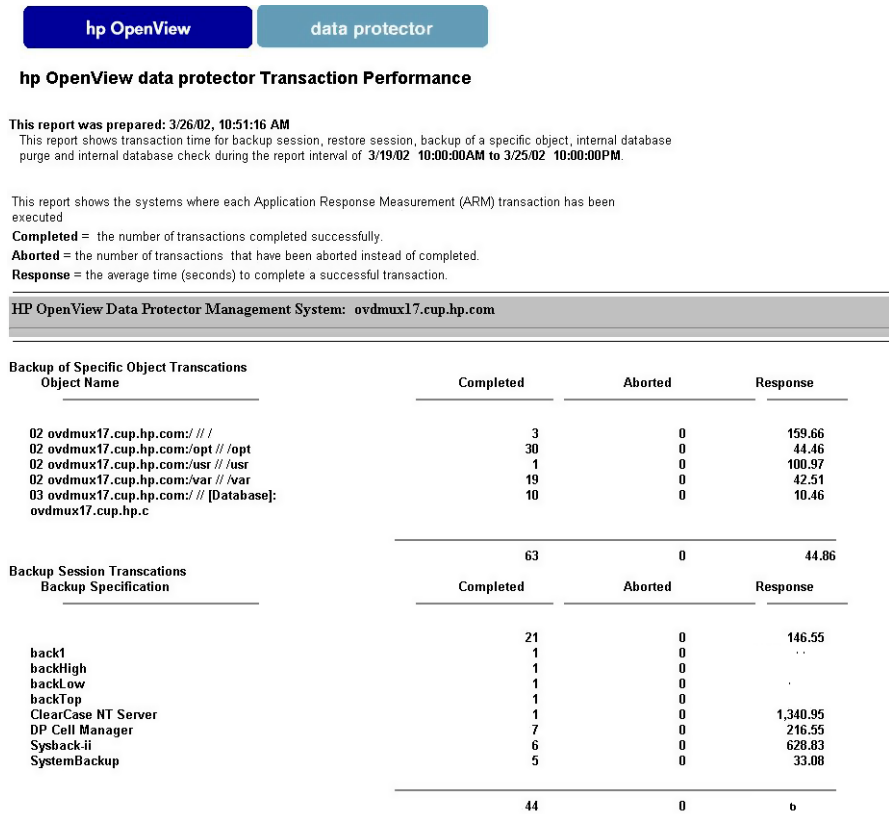 hp OpenView
data protector
hp OpenView data protector Transaction Performance
This report was prepared: 3/26/02, 10:51:16 AM
This report shows transaction time for backup session, restore session, backup of a specific object, internal database
purge and internal database check during the report interval of 3/19/02 10:00:00AM to 3/25/02 10:00:00PM.
This report shows the systems where each Application Response Measurement (ARM) transaction has been
executed
Completed = the number of transactions completed successfully.
Aborted = the number of transactions that have been aborted instead of completed.
Response = the average time (seconds) to complete a successful transaction.
HP OpenView Data Protector Management System: ovdmux17.cup.hp.com
Backup of Specific Object Transcations
Object Name Completed Aborted Response
02 ovdmux17.cup.hp.com:/ // / 3 0 159.66
02 ovdmux17.cup.hp.com:/opt // /opt 30 0 44.46
02 ovdmux17.cup.hp.com:/usr // /usr 1 0 100.97
02 ovdmux17.cup.hp.com:/var // /var 19 0 42.51
03 ovdmux17.cup.hp.com:/ // [Database]: 10 0 10.46
ovdmux17.cup.hp.c
63 0 44.86
Backup Session Transcations
Backup Specification Completed Aborted Response
21 0 146.55
back1 1 0
backHigh 1 0
backLow 1 0
backTop 1 0
ClearCase NT Server 1 0 1,340.95
DP Cell Manager 7 0 216.55
Sysback-ii 6 0 628.83
SystemBackup 5 0 33.08
44 0